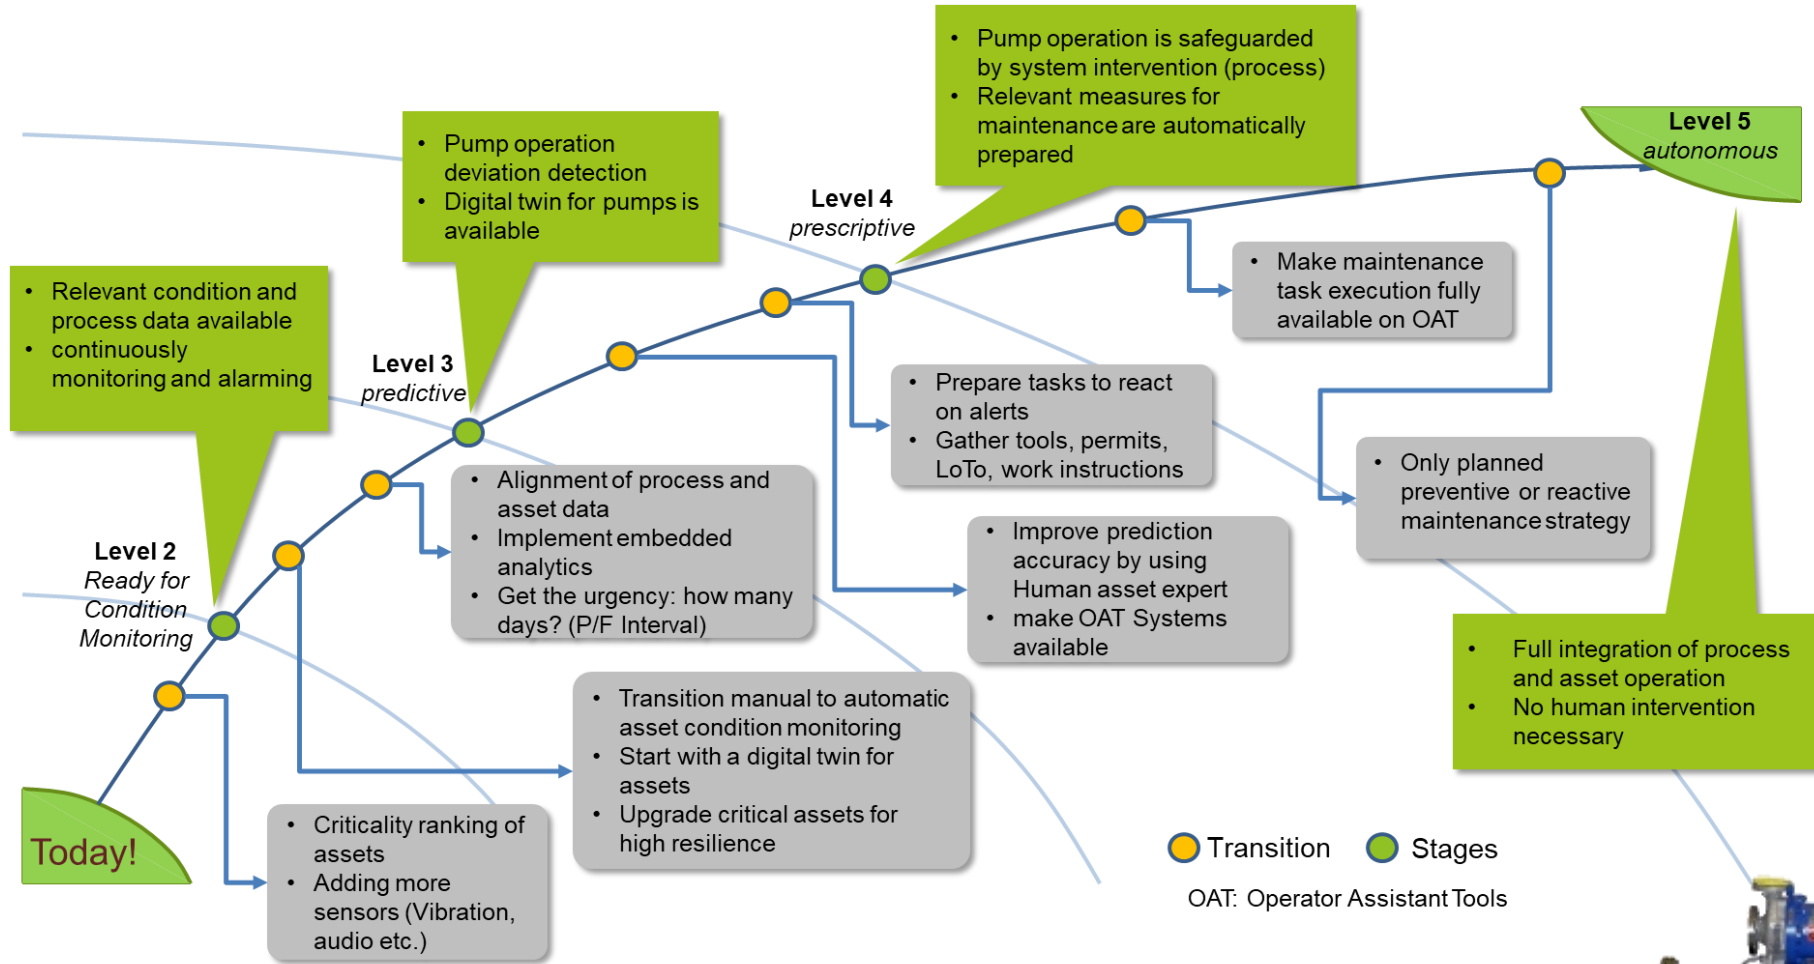 • Pump operation is safeguarded
by system intervention (process)
• Relevant measures for
maintenance are automatically
prepared
Level 5
autonomous
• Pump operation
deviation detection
• Digital twin for pumps is
available
Level 4
prescriptive
• Make maintenance
task execution fully
available on OAT
• Relevant condition and
process data available
• continuously
monitoring and alarming
Level 3
predictive
• Prepare tasks to react
on alerts
• Gather tools, permits,
LoTo, work instructions
• Only planned
preventive or reactive
maintenance strategy
• Alignment of process and
asset data
• Implement embedded
analytics
• Get the urgency: how many
days? (P/F Interval)
• Improve prediction
accuracy by using
Human asset expert
• make OAT Systems
available
Level 2
Ready for
Condition
Monitoring
• Full integration of process
and asset operation
• No human intervention
necessary
• Transition manual to automatic
asset condition monitoring
• Start with a digital twin for
assets
• Upgrade critical assets for
high resilience
Today!
• Criticality ranking of
assets
• Adding more
sensors (Vibration,
audio etc.)
Transition
Stages
OAT: Operator Assistant Tools